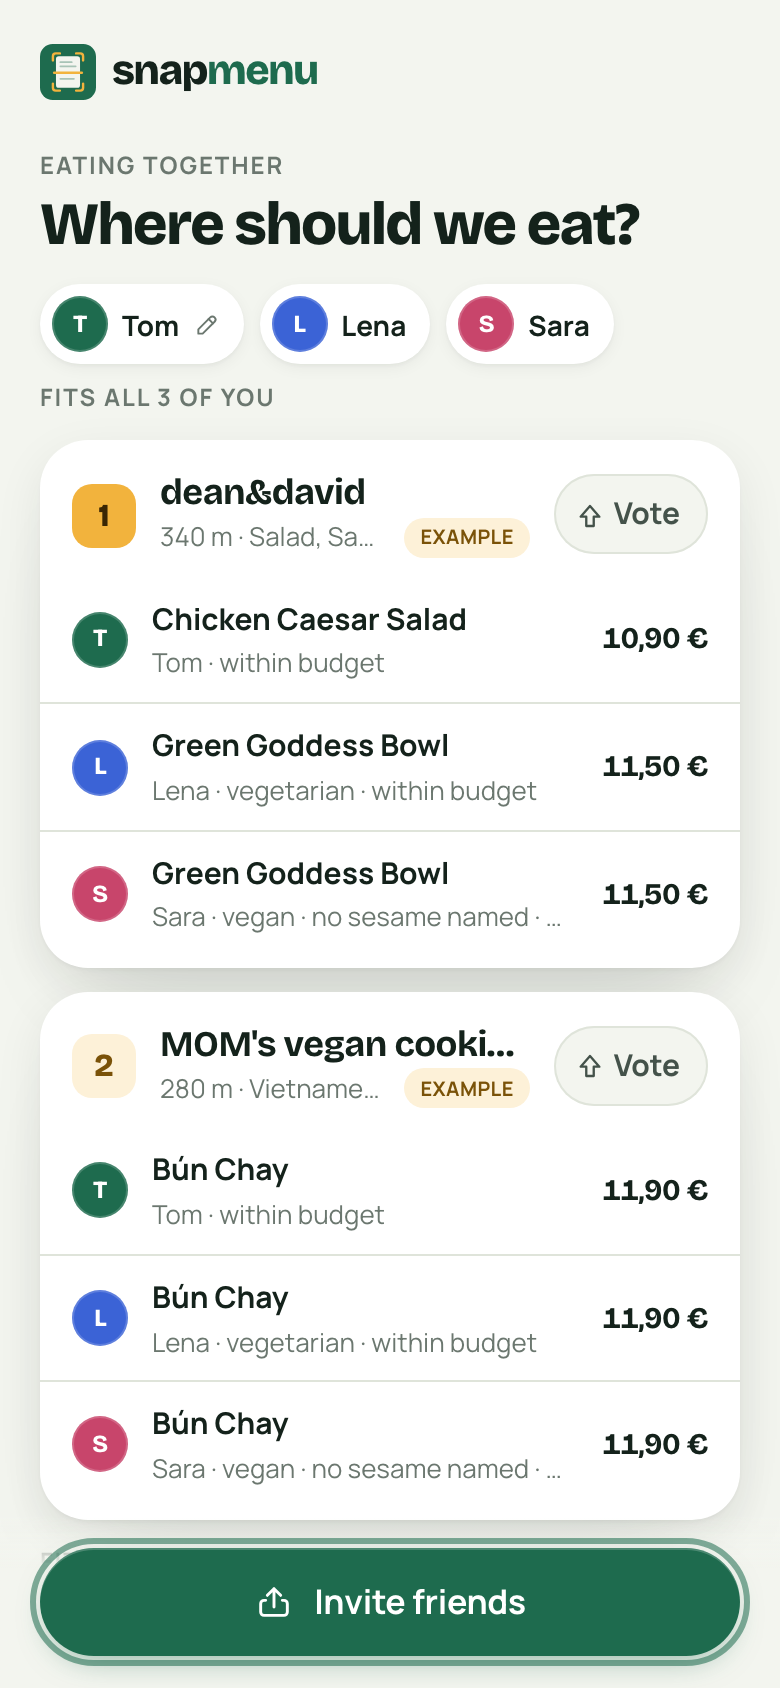 snapmenu
EATING TOGETHER
Where should we eat?
T Tom
L Lena
S Sara
FITS ALL 3 OF YOU
1
dean&david
340 m · Salad, Sa...
EXAMPLE
Vote
T
Chicken Caesar Salad
Tom · within budget
10,90 €
L
Green Goddess Bowl
Lena · vegetarian · within budget
11,50 €
S
Green Goddess Bowl
Sara · vegan · no sesame named · ...
11,50 €
2
MOM's vegan cooki...
280 m · Vietname...
EXAMPLE
Vote
T
Bún Chay
Tom · within budget
11,90 €
L
Bún Chay
Lena · vegetarian · within budget
11,90 €
S
Bún Chay
Sara · vegan · no sesame named · ...
11,90 €
Invite friends